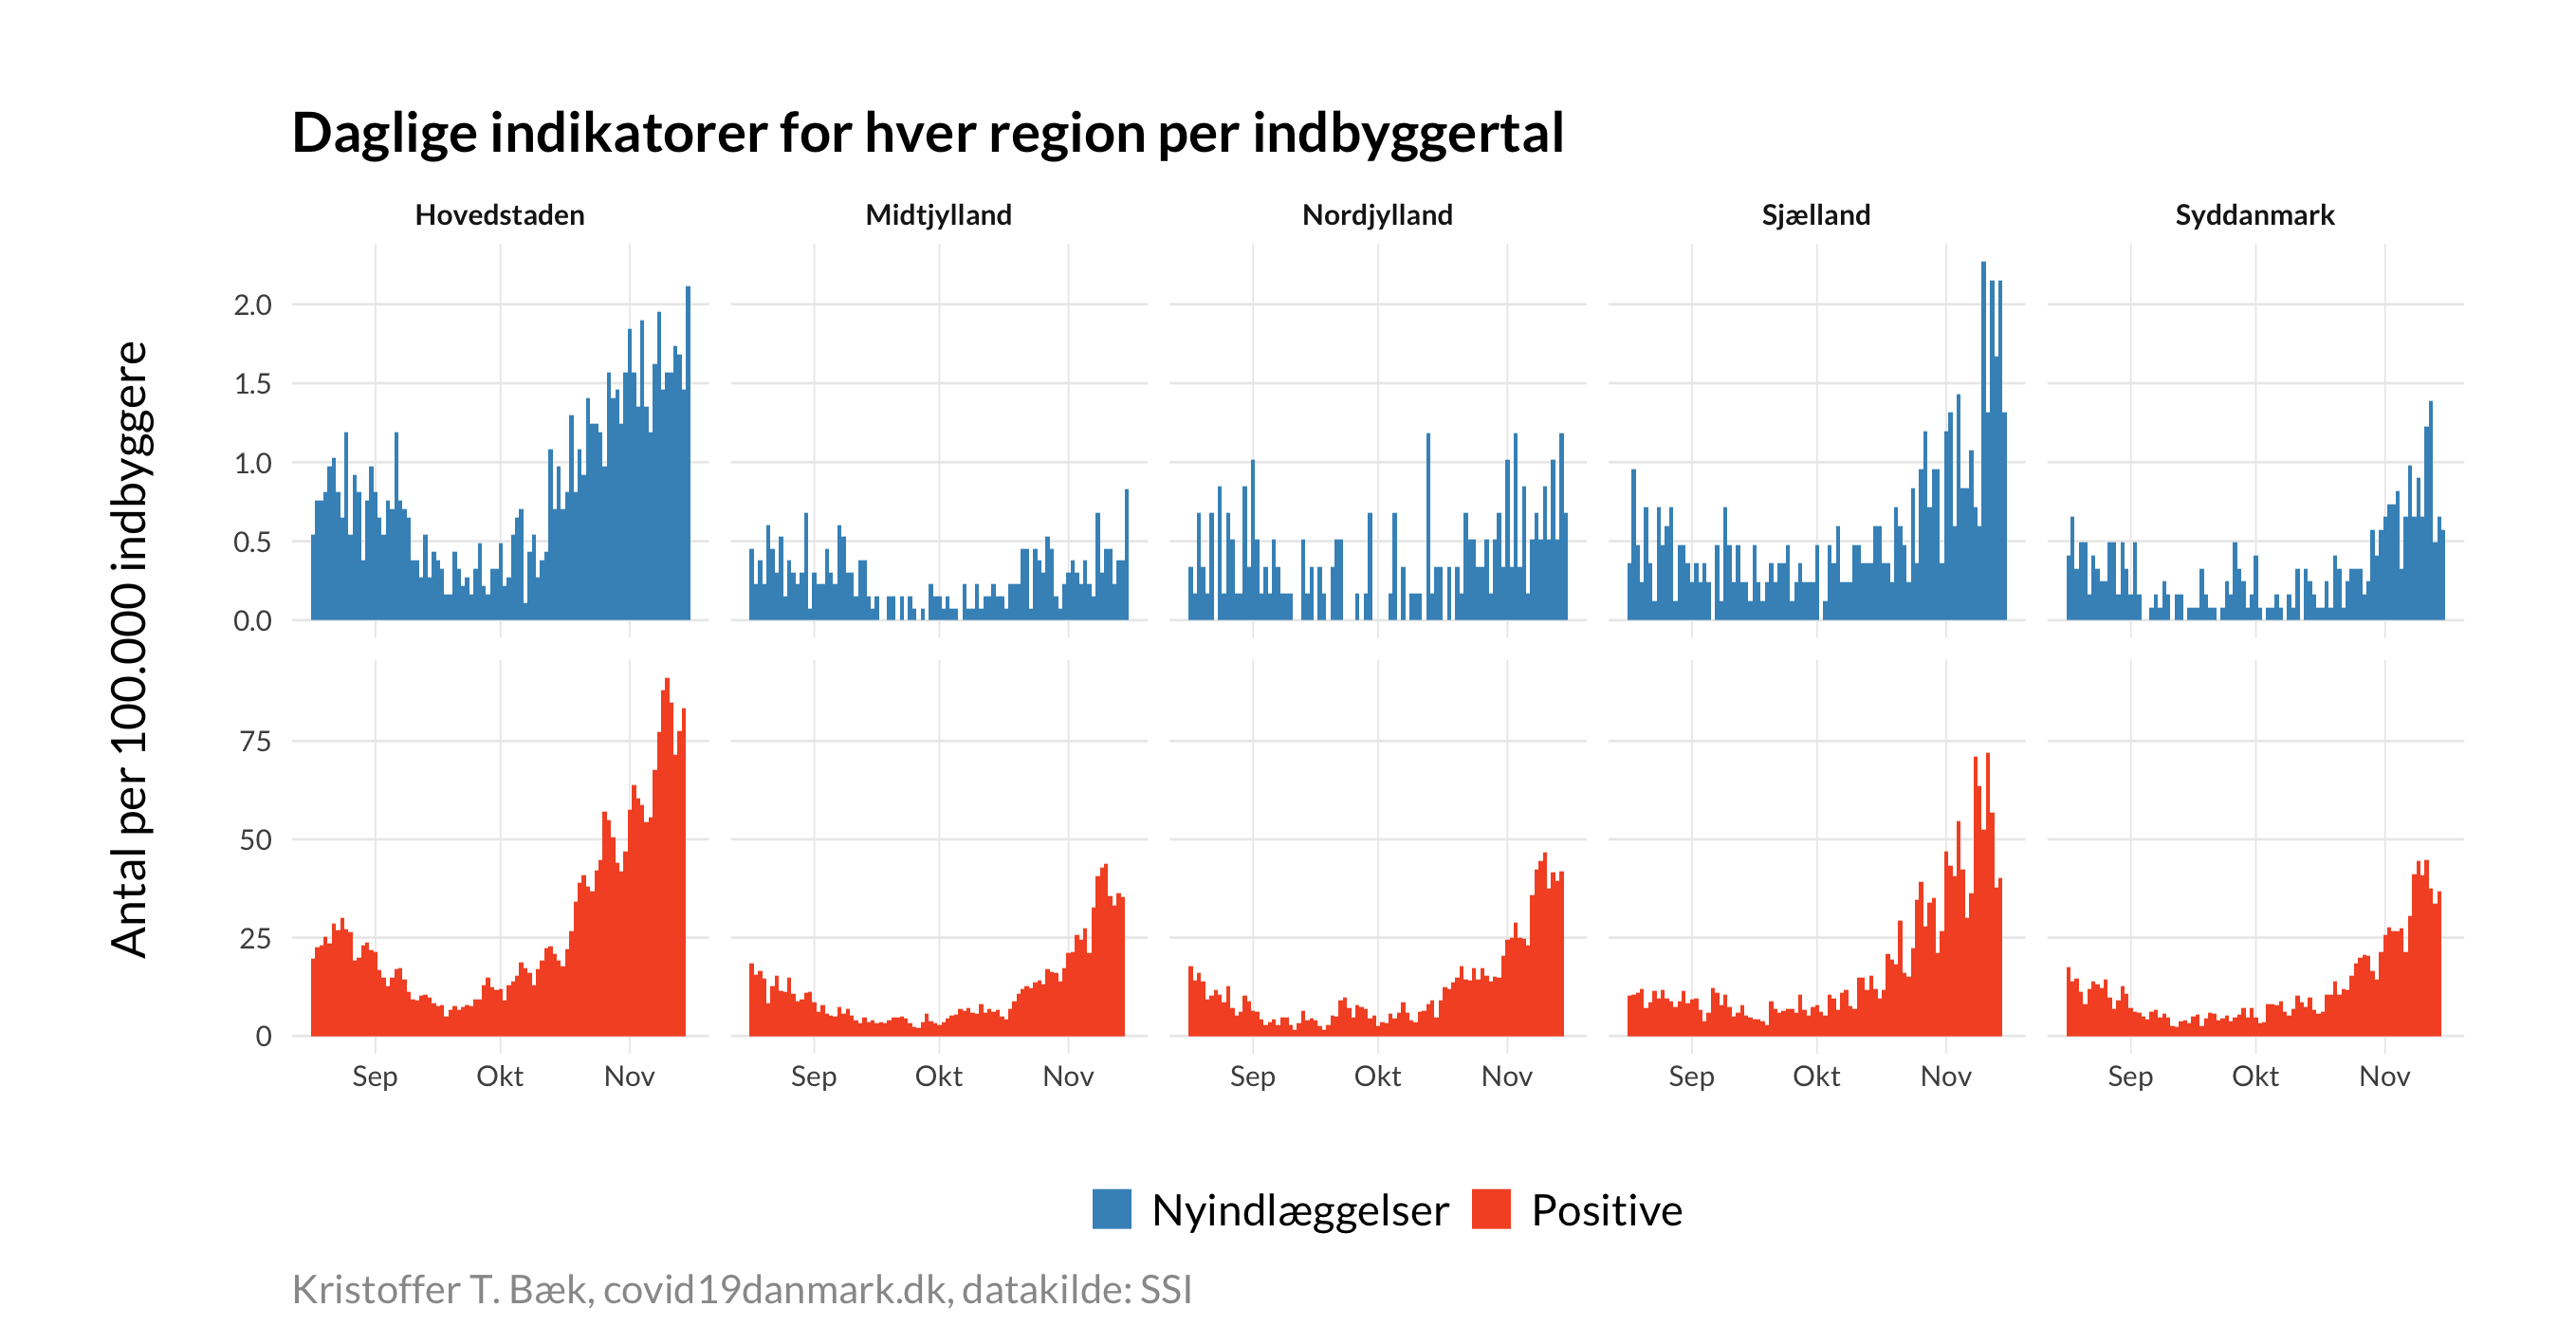 Daglige indikatorer for hver region per indbyggertal
Hovedstaden Midtjylland Nordjylland Sjælland Syddanmark
Antal per 100.000 indbyggere
2.0
1.5
1.0
0.5
0.0
75
50
25
0
Sep Okt Nov Sep Okt Nov Sep Okt Nov Sep Okt Nov Sep Okt Nov
Nyindlæggelser Positive
Kristoffer T. Bæk, covid19danmark.dk, datakilde: SSI